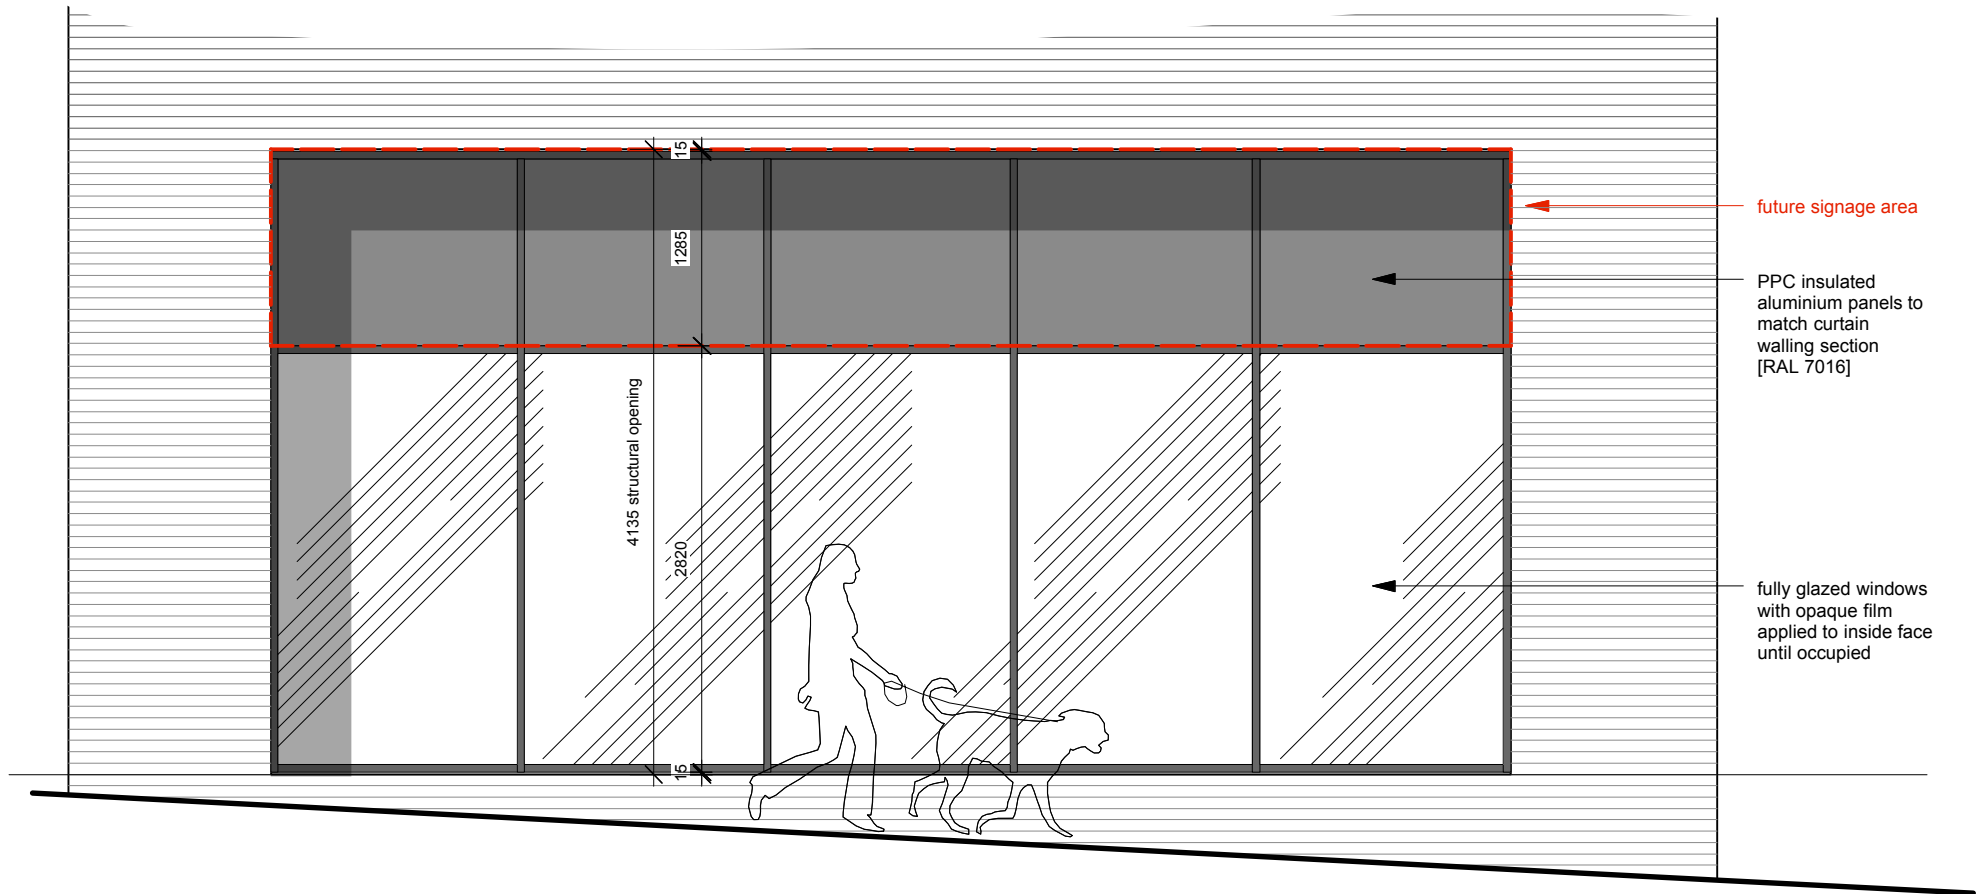 15
future signage area
1285
PPC insulated
aluminium panels to
match curtain
walling section
[RAL 7016]
4135 structural opening
2820
fully glazed windows
with opaque film
applied to inside face
until occupied
15